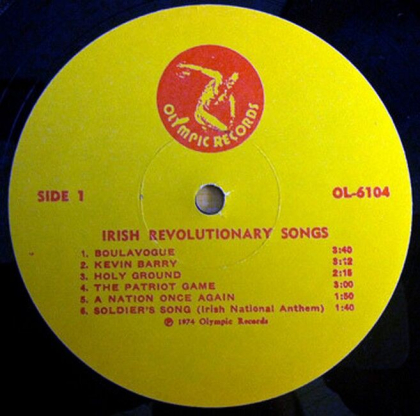 OLYMPIC RECORDS
SIDE 1 OL-6104
IRISH REVOLUTIONARY SONGS
1. BOULAVOGUE 3:40
2. KEVIN BARRY 3:12
3. HOLY GROUND 2:15
4. THE PATRIOT GAME 3:00
5. A NATION ONCE AGAIN 1:50
6. SOLDIER'S SONG (Irish National Anthem) 1:40
℗ 1974 Olympic Records